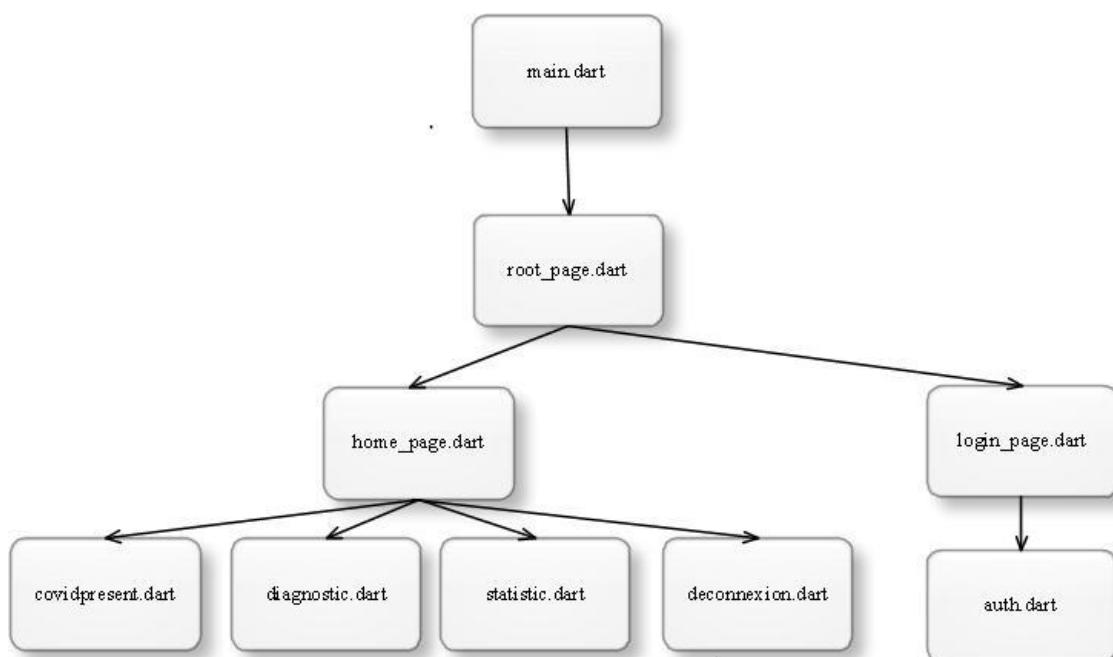 main.dart
root_page.dart
home_page.dart
login_page.dart
covidpresent.dart
diagnostic.dart
statistic.dart
deconnexion.dart
auth.dart